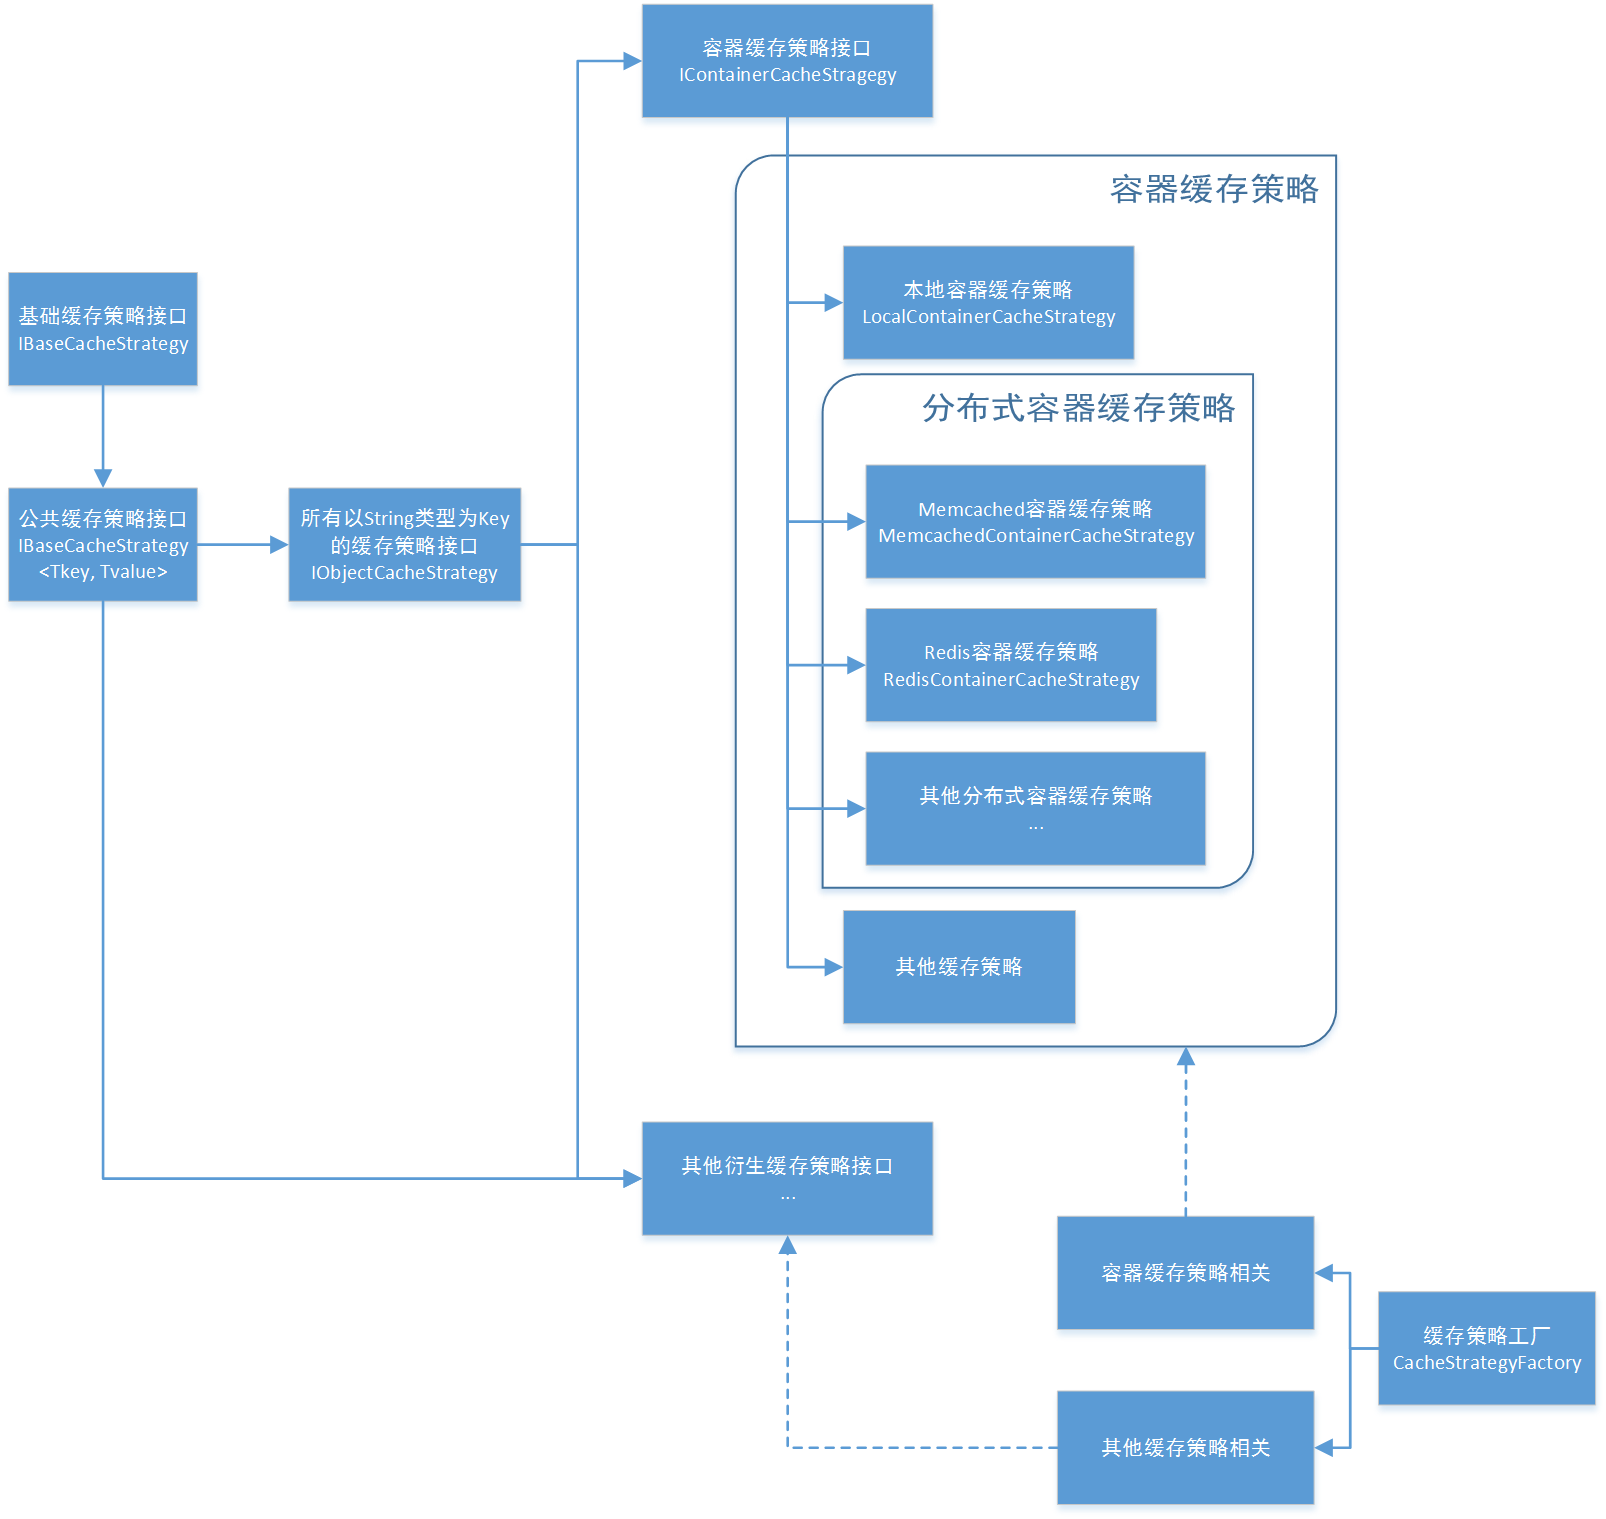 容器缓存策略接口
IContainerCacheStragegy
容器缓存策略
本地容器缓存策略
LocalContainerCacheStrategy
基础缓存策略接口
IBaseCacheStrategy
分布式容器缓存策略
Memcached容器缓存策略
MemcachedContainerCacheStrategy
公共缓存策略接口
IBaseCacheStrategy
<Tkey, Tvalue>
所有以String类型为Key
的缓存策略接口
IObjectCacheStrategy
Redis容器缓存策略
RedisContainerCacheStrategy
其他分布式容器缓存策略
...
其他缓存策略
其他衍生缓存策略接口
...
容器缓存策略相关
缓存策略工厂
CacheStrategyFactory
其他缓存策略相关